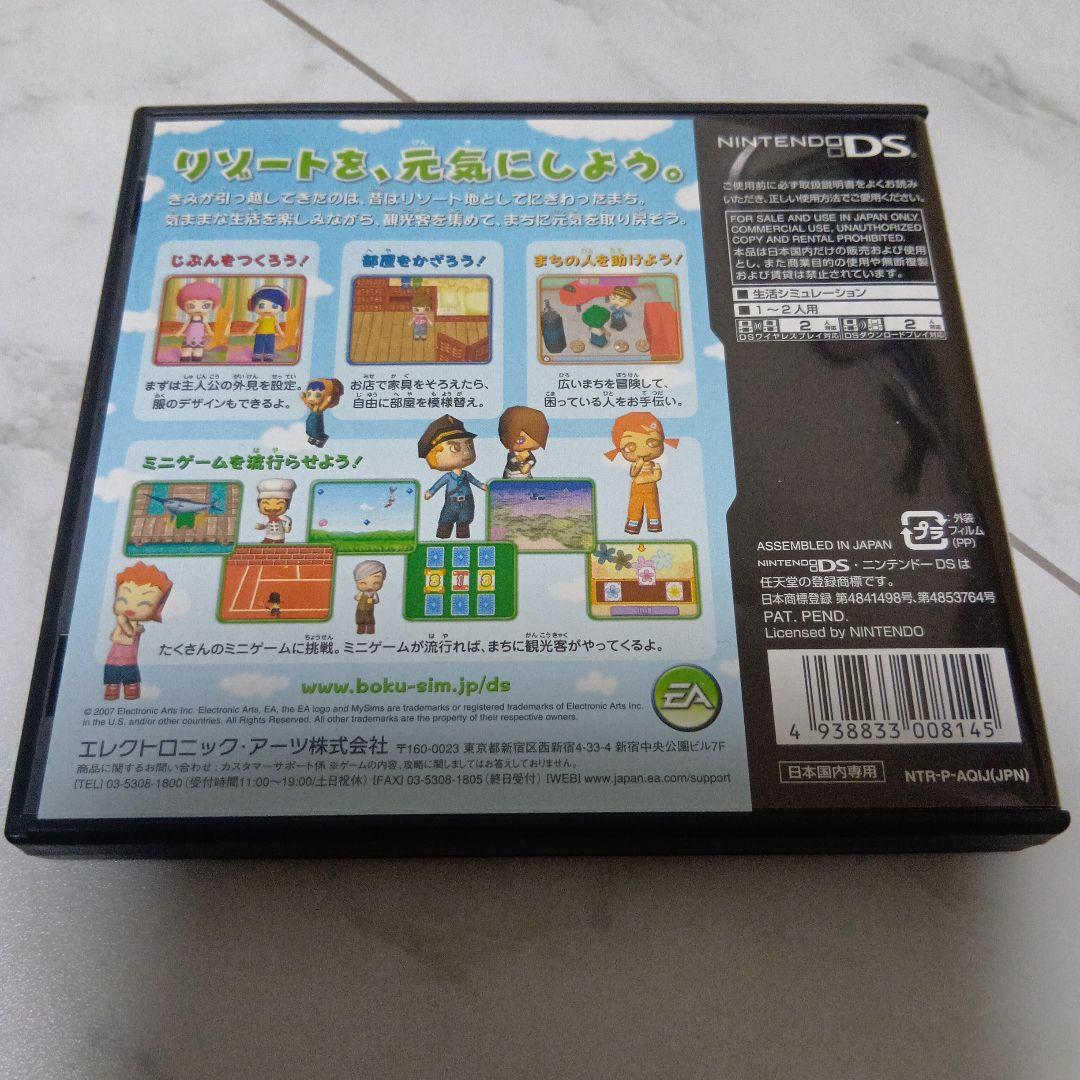 リゾートを、元気にしよう。
きみが引っ越してきたのは、昔はリゾート地としてにぎわったまち。
気ままな生活を楽しみながら、観光客を集めて、まちに元気を取り戻そう。
じぶんをつくろう!
まずは主人公の外見を設定。
服のデザインもできるよ。
部屋をかざろう!
お店で家具をそろえたら、
自由に部屋を模様替え。
まちの人を助けよう!
広いまちを冒険して、
困っている人をお手伝い。
ミニゲームを流行らせよう!
3 1 3
たくさんのミニゲームに挑戦。ミニゲームが流行れば、まちに観光客がやってくるよ。
www.boku-sim.jp/ds
EA
© 2007 Electronic Arts Inc. Electronic Arts, EA, the EA logo and MySims are trademarks or registered trademarks of Electronic Arts Inc.
in the U.S. and/or other countries. All Rights Reserved. All other trademarks are the property of their respective owners.
エレクトロニック・アーツ株式会社 〒160-0023 東京都新宿区西新宿4-33-4 新宿中央公園ビル7F
商品に関するお問い合わせ:カスタマーサポート係 ※ゲームの内容、攻略に関しましてはお答えしておりません。
[TEL] 03-5308-1800(受付時間11:00~19:00/土日祝休) [FAX] 03-5308-1805(終日受付) [WEB] www.japan.ea.com/support
NINTENDO DS
ご使用前に必ず取扱説明書をよくお読み
いただき、正しい使用方法でご愛用ください。
FOR SALE AND USE IN JAPAN ONLY.
COMMERCIAL USE, UNAUTHORIZED
COPY AND RENTAL PROHIBITED.
本品は日本国内だけの販売および使用
とし、また商業目的の使用や無断複製
および賃貸は禁止されています。
■ 生活シミュレーション
■ 1~2人用
2人対応
DSワイヤレスプレイ対応
2人対応
DSダウンロードプレイ対応
プラ
:外装
フィルム
(PP)
ASSEMBLED IN JAPAN
NINTENDO DS・ニンテンドーDSは
任天堂の登録商標です。
日本商標登録 第4841498号、第4853764号
PAT. PEND.
Licensed by NINTENDO
4 938833 008145
日本国内専用
NTR-P-AQIJ(JPN)